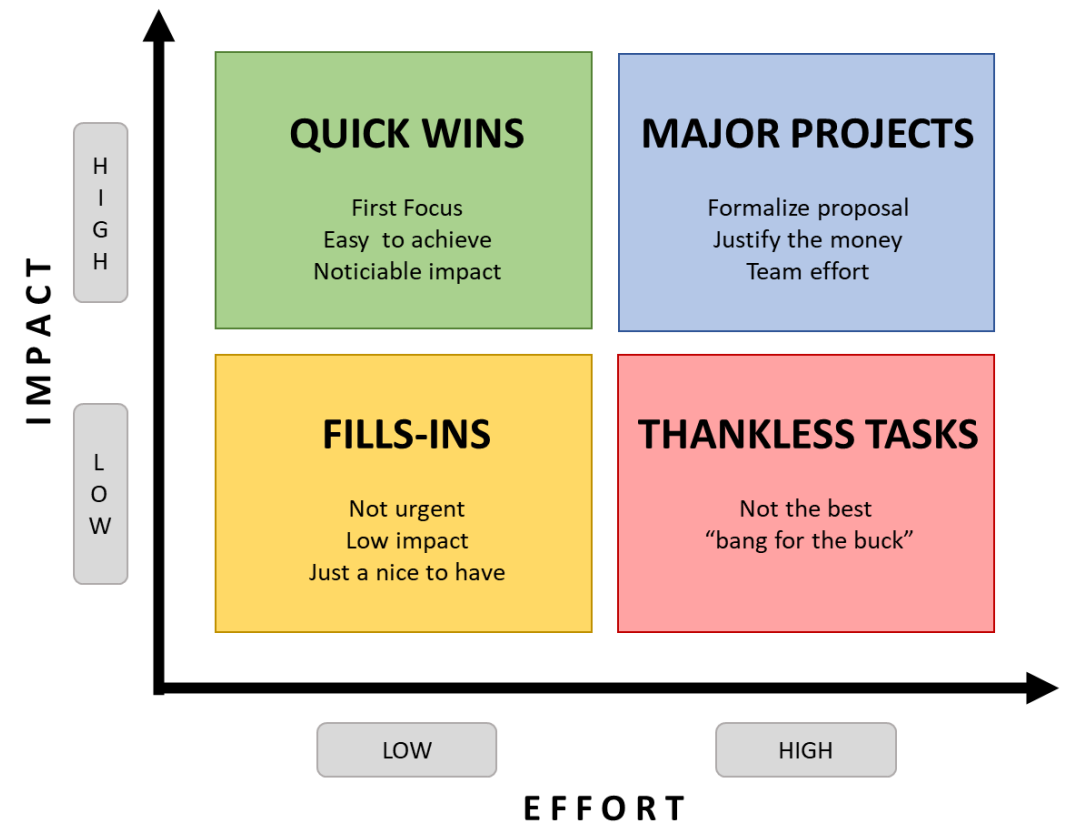 IMPACT
HIGH
LOW
QUICK WINS
First Focus
Easy  to achieve
Noticiable impact
MAJOR PROJECTS
Formalize proposal
Justify the money
Team effort
FILLS-INS
Not urgent
Low impact
Just a nice to have
THANKLESS TASKS
Not the best
“bang for the buck”
LOW
HIGH
EFFORT